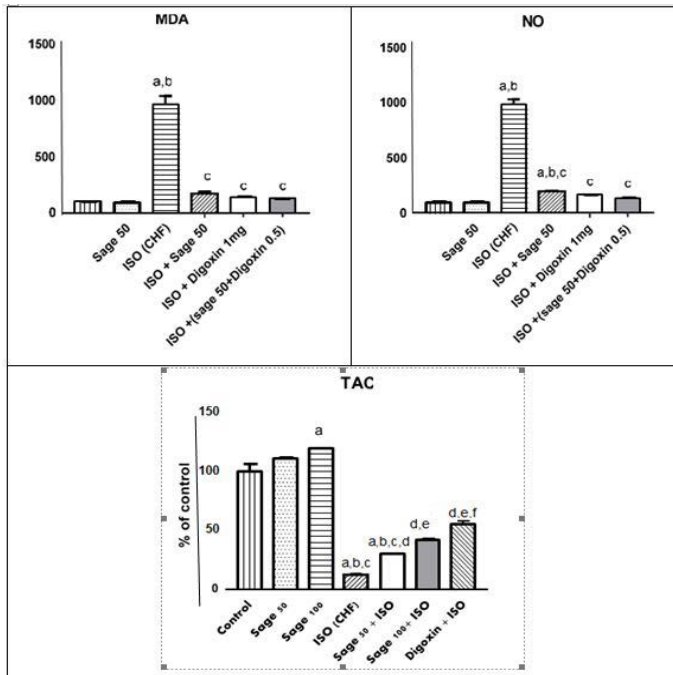 MDA
1500
1000
500
0
a,b
c
c
c
Sage 50
ISO (CHF)
ISO + Sage 50
ISO + Digoxin 1mg
ISO +(sage 50+Digoxin 0.5)
NO
1500
1000
500
0
a,b
a,b,c
c
c
Sage 50
ISO (CHF)
ISO + Sage 50
ISO + Digoxin 1mg
ISO +(sage 50+Digoxin 0.5)
TAC
% of control
150
100
50
0
a
a,b,c
a,b,c,d
d,e
d,e,f
Control
Sage 50
Sage 100
ISO (CHF)
Sage 50 + ISO
Sage 100+ ISO
Digoxin + ISO